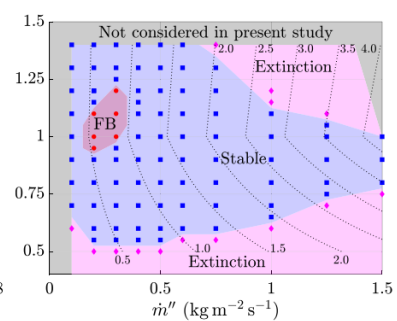 1.5
Not considered in present study
2.0 2.5 3.0 3.5 4.0
Extinction
1.25
FB
1
Stable
0.75
0.5 1.0 1.5 2.0
0.5
Extinction
8 0 0.5 1 1.5
ṁ″ (kg m⁻² s⁻¹)